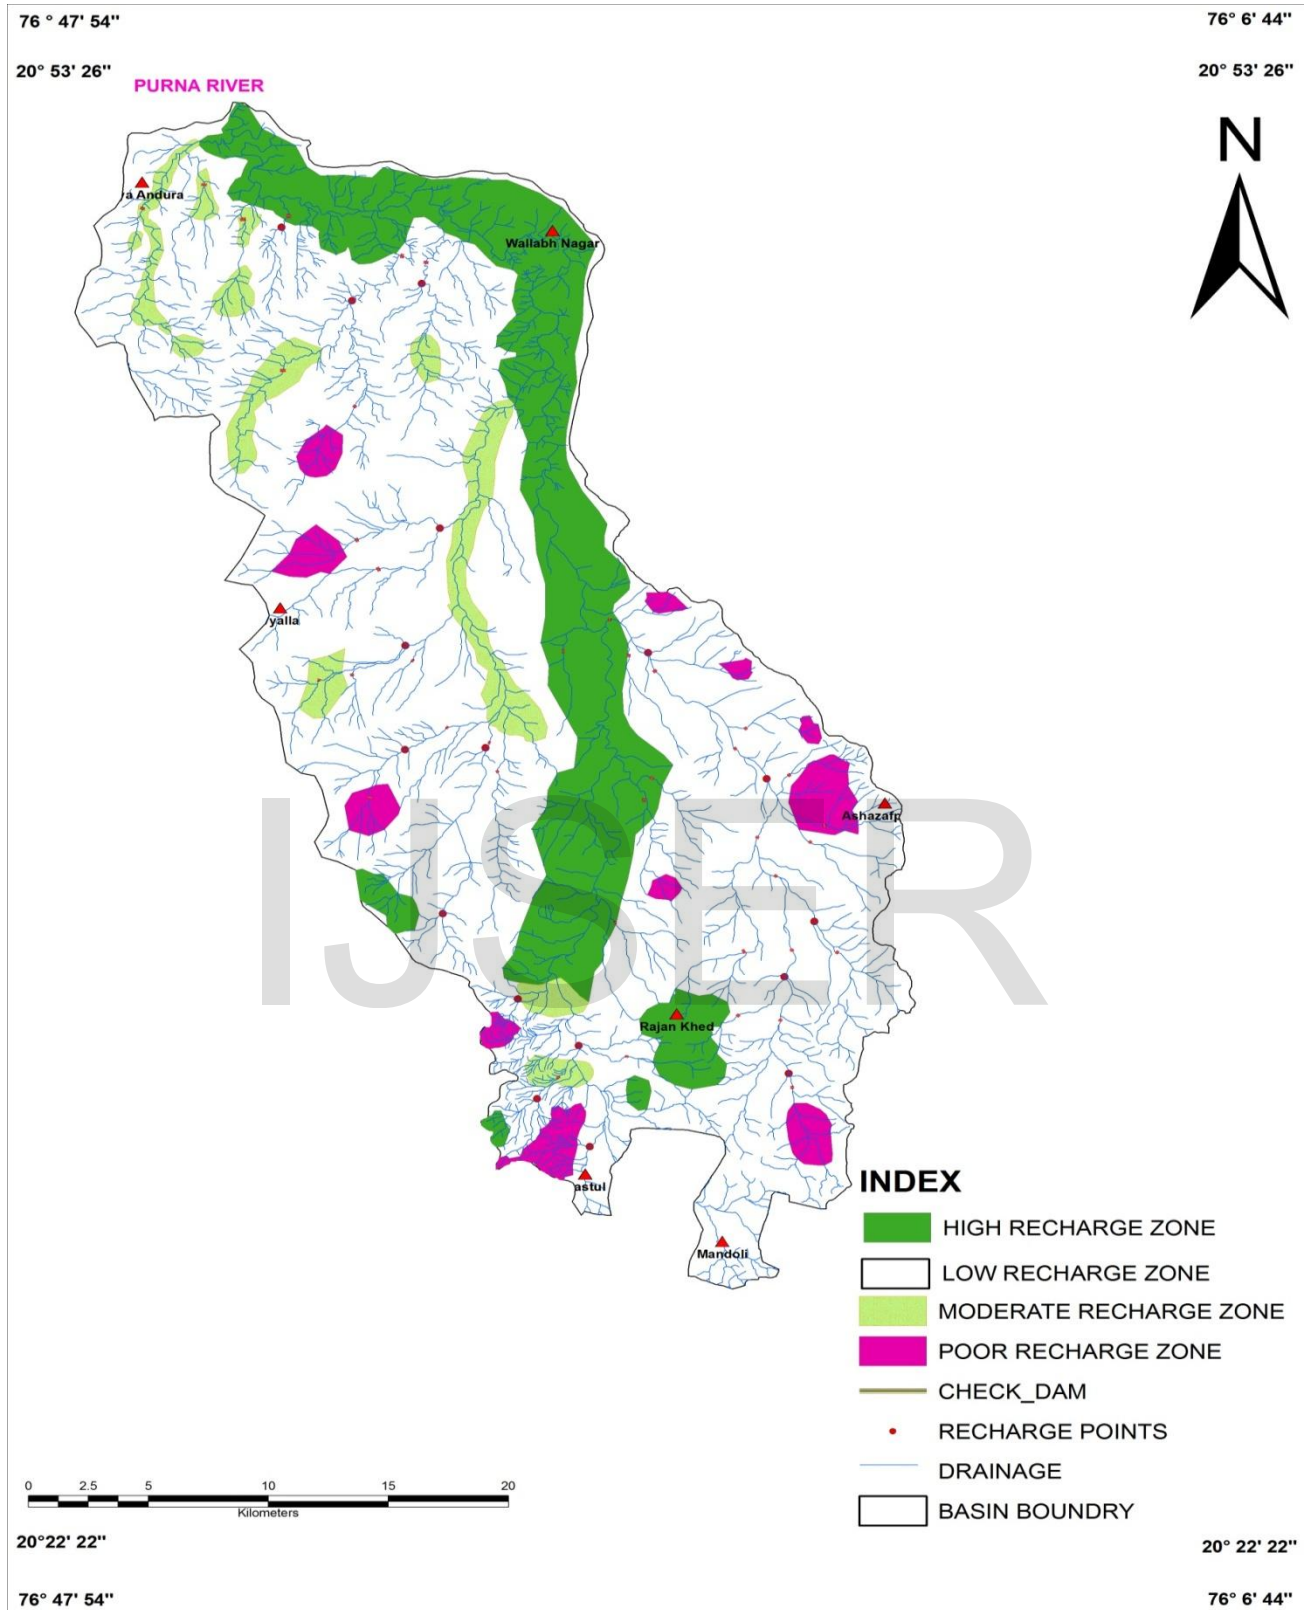 76 ° 47' 54"
76° 6' 44"
20° 53' 26"
20° 53' 26"
PURNA RIVER
N
a Andura
Wallabh Nagar
yalla
Ashazafp
IJSER
Rajan Khed
astul
Mandoli
INDEX
HIGH RECHARGE ZONE
LOW RECHARGE ZONE
MODERATE RECHARGE ZONE
POOR RECHARGE ZONE
CHECK_DAM
RECHARGE POINTS
DRAINAGE
BASIN BOUNDRY
0 2.5 5 10 15 20
Kilometers
20°22' 22"
20° 22' 22"
76° 47' 54"
76° 6' 44"